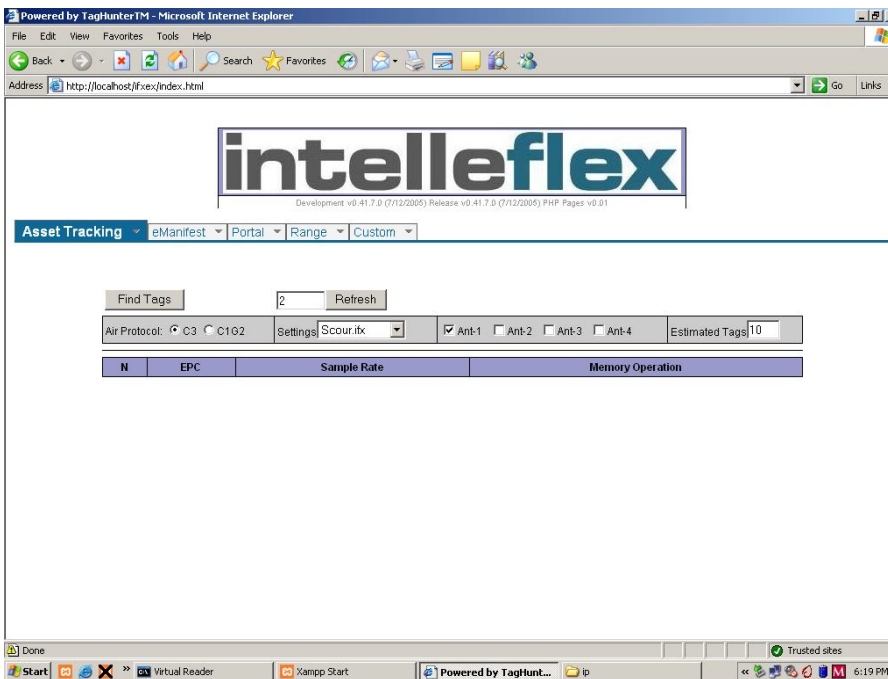 Powered by TagHunterTM - Microsoft Internet Explorer
File Edit View Favorites Tools Help
Back Search Favorites
Address http://localhost/ifxex/index.html Go Links
intelleflex
Development v0.41.7.0 (7/12/2005) Release v0.41.7.0 (7/12/2005) PHP Pages v0.01
Asset Tracking eManifest Portal Range Custom
Find Tags 2 Refresh
Air Protocol: C3 C1G2 Settings Scour.ifx Ant-1 Ant-2 Ant-3 Ant-4 Estimated Tags 10
N EPC Sample Rate Memory Operation
Done Trusted sites
Start Virtual Reader Xampp Start Powered by TagHunt... ip 6:19 PM